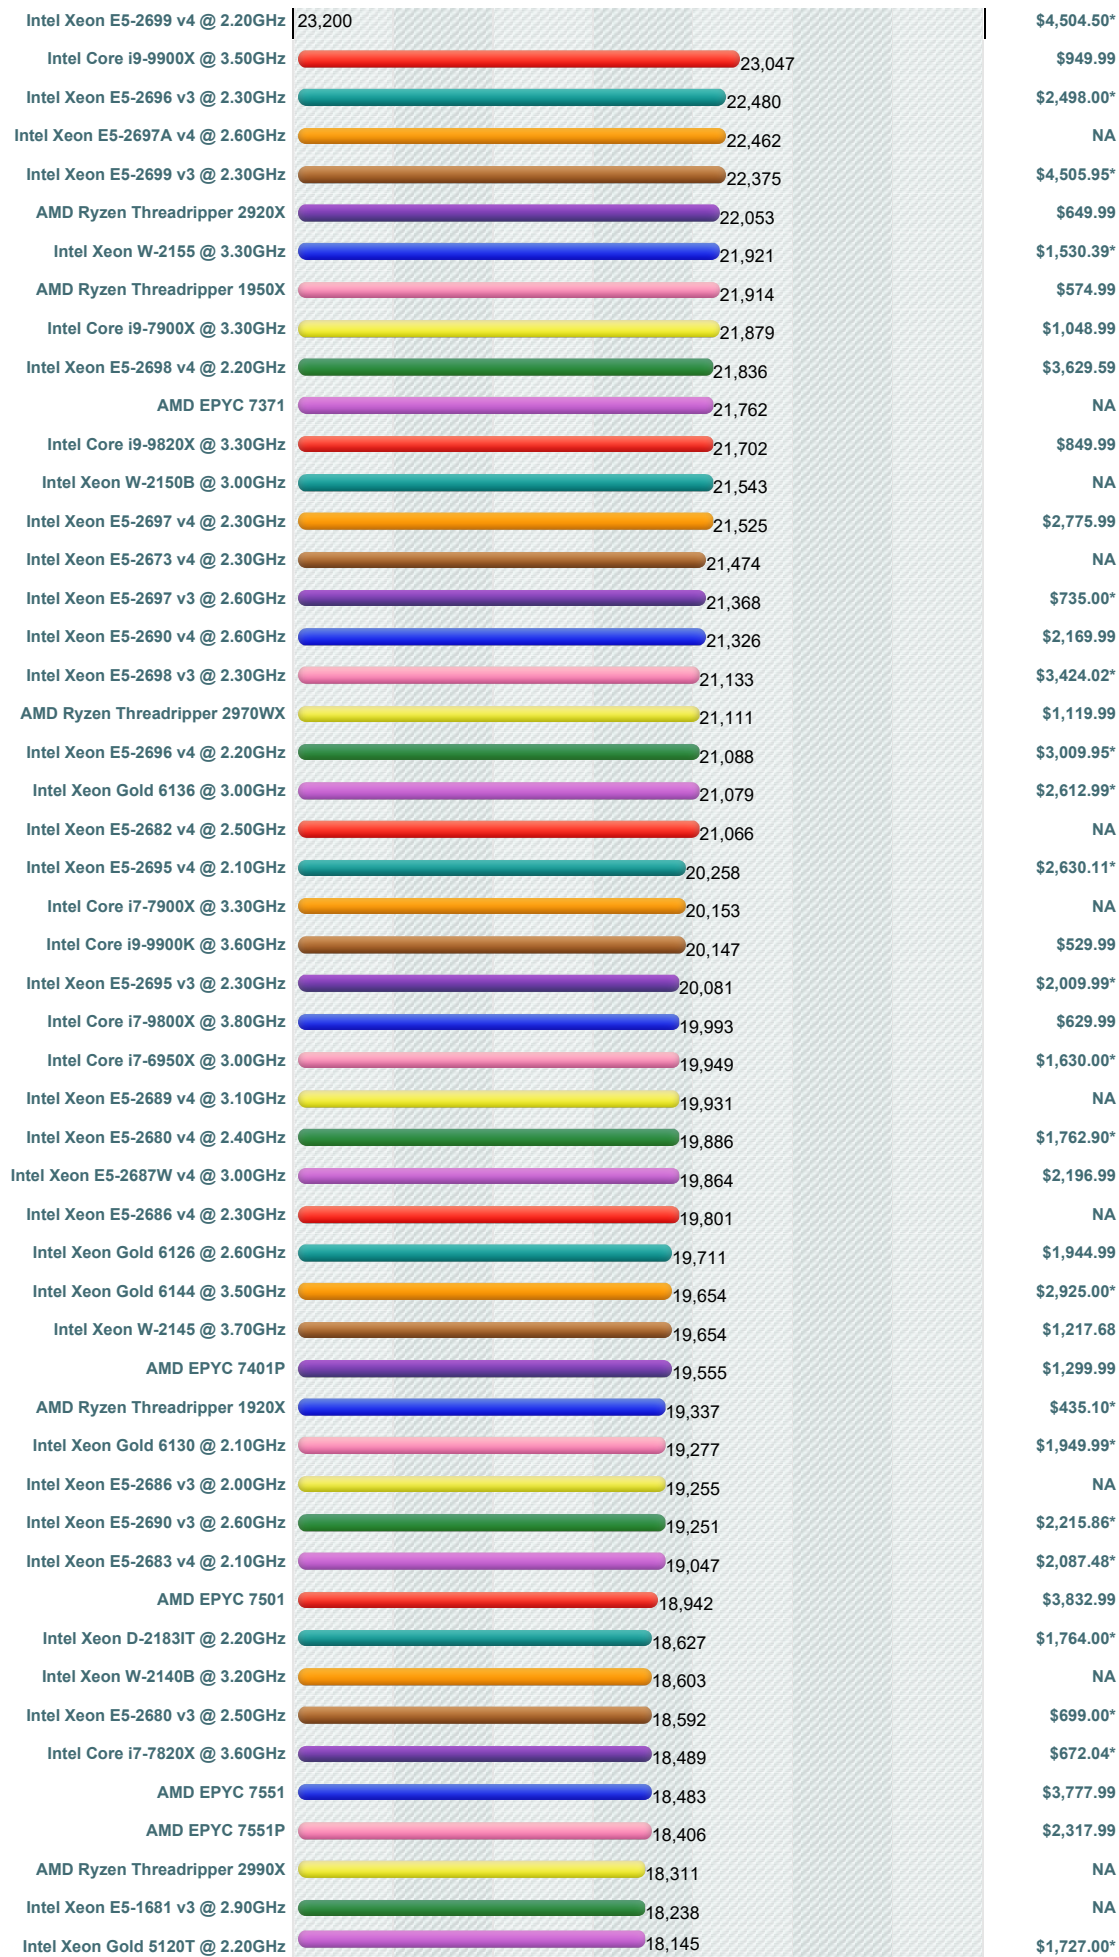 Intel Xeon E5-2699 v4 @ 2.20GHz 23,200 $4,504.50*
Intel Core i9-9900X @ 3.50GHz 23,047 $949.99
Intel Xeon E5-2696 v3 @ 2.30GHz 22,480 $2,498.00*
Intel Xeon E5-2697A v4 @ 2.60GHz 22,462 NA
Intel Xeon E5-2699 v3 @ 2.30GHz 22,375 $4,505.95*
AMD Ryzen Threadripper 2920X 22,053 $649.99
Intel Xeon W-2155 @ 3.30GHz 21,921 $1,530.39*
AMD Ryzen Threadripper 1950X 21,914 $574.99
Intel Core i9-7900X @ 3.30GHz 21,879 $1,048.99
Intel Xeon E5-2698 v4 @ 2.20GHz 21,836 $3,629.59
AMD EPYC 7371 21,762 NA
Intel Core i9-9820X @ 3.30GHz 21,702 $849.99
Intel Xeon W-2150B @ 3.00GHz 21,543 NA
Intel Xeon E5-2697 v4 @ 2.30GHz 21,525 $2,775.99
Intel Xeon E5-2673 v4 @ 2.30GHz 21,474 NA
Intel Xeon E5-2697 v3 @ 2.60GHz 21,368 $735.00*
Intel Xeon E5-2690 v4 @ 2.60GHz 21,326 $2,169.99
Intel Xeon E5-2698 v3 @ 2.30GHz 21,133 $3,424.02*
AMD Ryzen Threadripper 2970WX 21,111 $1,119.99
Intel Xeon E5-2696 v4 @ 2.20GHz 21,088 $3,009.95*
Intel Xeon Gold 6136 @ 3.00GHz 21,079 $2,612.99*
Intel Xeon E5-2682 v4 @ 2.50GHz 21,066 NA
Intel Xeon E5-2695 v4 @ 2.10GHz 20,258 $2,630.11*
Intel Core i7-7900X @ 3.30GHz 20,153 NA
Intel Core i9-9900K @ 3.60GHz 20,147 $529.99
Intel Xeon E5-2695 v3 @ 2.30GHz 20,081 $2,009.99*
Intel Core i7-9800X @ 3.80GHz 19,993 $629.99
Intel Core i7-6950X @ 3.00GHz 19,949 $1,630.00*
Intel Xeon E5-2689 v4 @ 3.10GHz 19,931 NA
Intel Xeon E5-2680 v4 @ 2.40GHz 19,886 $1,762.90*
Intel Xeon E5-2687W v4 @ 3.00GHz 19,864 $2,196.99
Intel Xeon E5-2686 v4 @ 2.30GHz 19,801 NA
Intel Xeon Gold 6126 @ 2.60GHz 19,711 $1,944.99
Intel Xeon Gold 6144 @ 3.50GHz 19,654 $2,925.00*
Intel Xeon W-2145 @ 3.70GHz 19,654 $1,217.68
AMD EPYC 7401P 19,555 $1,299.99
AMD Ryzen Threadripper 1920X 19,337 $435.10*
Intel Xeon Gold 6130 @ 2.10GHz 19,277 $1,949.99*
Intel Xeon E5-2686 v3 @ 2.00GHz 19,255 NA
Intel Xeon E5-2690 v3 @ 2.60GHz 19,251 $2,215.86*
Intel Xeon E5-2683 v4 @ 2.10GHz 19,047 $2,087.48*
AMD EPYC 7501 18,942 $3,832.99
Intel Xeon D-2183IT @ 2.20GHz 18,627 $1,764.00*
Intel Xeon W-2140B @ 3.20GHz 18,603 NA
Intel Xeon E5-2680 v3 @ 2.50GHz 18,592 $699.00*
Intel Core i7-7820X @ 3.60GHz 18,489 $672.04*
AMD EPYC 7551 18,483 $3,777.99
AMD EPYC 7551P 18,406 $2,317.99
AMD Ryzen Threadripper 2990X 18,311 NA
Intel Xeon E5-1681 v3 @ 2.90GHz 18,238 NA
Intel Xeon Gold 5120T @ 2.20GHz 18,145 $1,727.00*